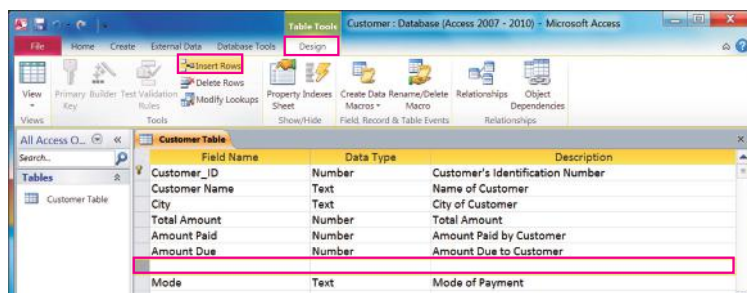 Table Tools
Customer : Database (Access 2007 - 2010) - Microsoft Access
File Home Create External Data Database Tools Design
View
Views
Primary Key
Builder
Test Validation Rules
Insert Rows
Delete Rows
Modify Lookups
Tools
Property Sheet
Indexes
Show/Hide
Create Data Macros
Rename/Delete Macro
Field, Record & Table Events
Relationships
Object Dependencies
Relationships
All Access O...
Search..
Tables
Customer Table
Customer Table
Field Name Data Type Description
Customer_ID Number Customer's Identification Number
Customer Name Text Name of Customer
City Text City of Customer
Total Amount Number Total Amount
Amount Paid Number Amount Paid by Customer
Amount Due Number Amount Due to Customer
Mode Text Mode of Payment